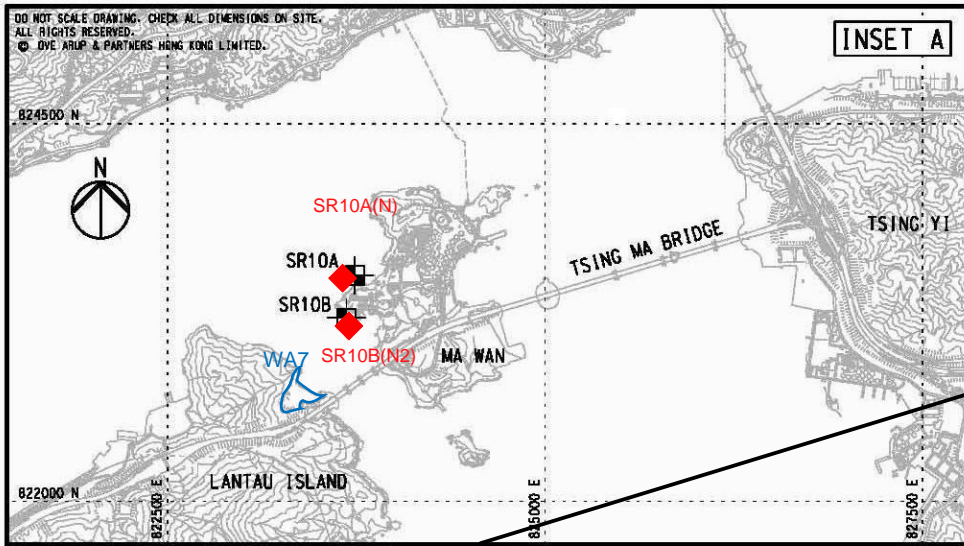 DO NOT SCALE DRAWING. CHECK ALL DIMENSIONS ON SITE.
ALL RIGHTS RESERVED.
© OVE ARUP & PARTNERS HENG KONG LIMITED.
INSET A
824500 N
N
SR10A(N)
TSING YI
TSING MA BRIDGE
SR10A
SR10B
SR10B(N2)
MA WAN
WA7
LANTAU ISLAND
822000 N
822500 E
825000 E
827500 E